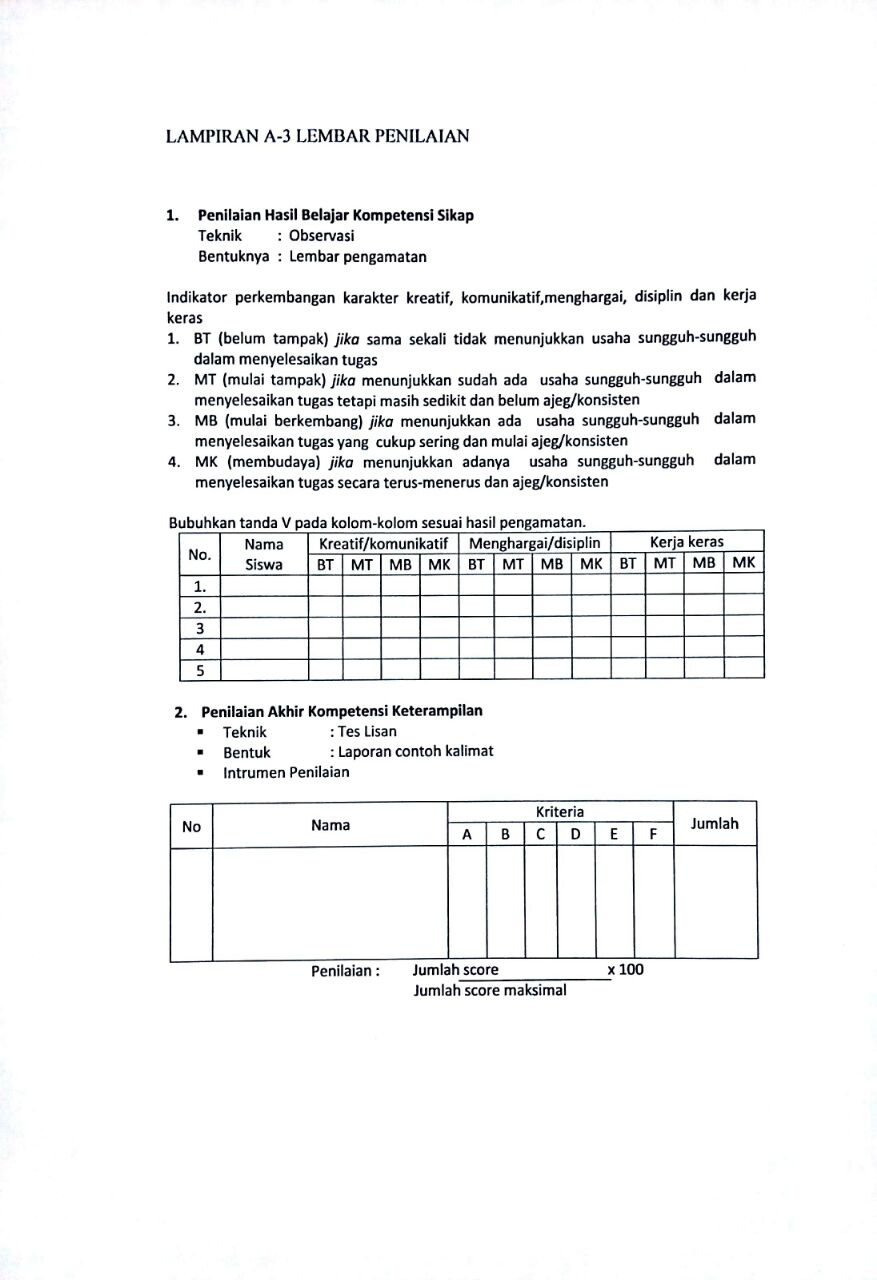 LAMPIRAN A-3 LEMBAR PENILAIAN
1. Penilaian Hasil Belajar Kompetensi Sikap
Teknik : Observasi
Bentuknya : Lembar pengamatan
Indikator perkembangan karakter kreatif, komunikatif,menghargai, disiplin dan kerja
keras
1. BT (belum tampak) jika sama sekali tidak menunjukkan usaha sungguh-sungguh
dalam menyelesaikan tugas
2. MT (mulai tampak) jika menunjukkan sudah ada usaha sungguh-sungguh dalam
menyelesaikan tugas tetapi masih sedikit dan belum ajeg/konsisten
3. MB (mulai berkembang) jika menunjukkan ada usaha sungguh-sungguh dalam
menyelesaikan tugas yang cukup sering dan mulai ajeg/konsisten
4. MK (membudaya) jika menunjukkan adanya usaha sungguh-sungguh dalam
menyelesaikan tugas secara terus-menerus dan ajeg/konsisten
Bubuhkan tanda V pada kolom-kolom sesuai hasil pengamatan.
No. Nama Siswa Kreatif/komunikatif Menghargai/disiplin Kerja keras
BT MT MB MK BT MT MB MK BT MT MB MK
1.
2.
3
4
5
2. Penilaian Akhir Kompetensi Keterampilan
▪ Teknik : Tes Lisan
▪ Bentuk : Laporan contoh kalimat
▪ Intrumen Penilaian
No Nama Kriteria Jumlah
A B C D E F
Penilaian : Jumlah score x 100
Jumlah score maksimal